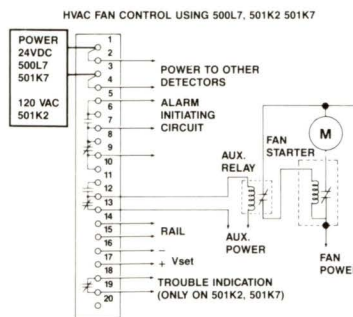 HVAC FAN CONTROL USING 500L7, 501K2 501K7
POWER
24VDC
500L7
501K7
120 VAC
501K2
1
2
3
4
5
6
7
8
9
10
11
12
13
14
15
16
17
18
19
20
POWER TO OTHER
DETECTORS
ALARM
INITIATING
CIRCUIT
AUX.
RELAY
FAN
STARTER
M
AUX.
POWER
FAN
POWER
RAIL
−
+ Vset
TROUBLE INDICATION
(ONLY ON 501K2, 501K7)